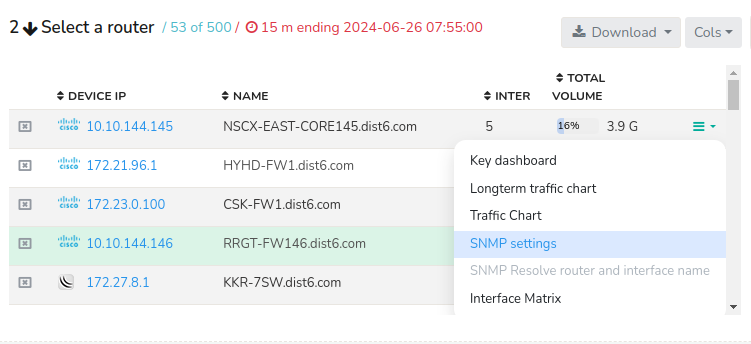 2 Select a router / 53 of 500 / 15 m ending 2024-06-26 07:55:00
Download Cols
DEVICE IP NAME INTER TOTAL VOLUME
cisco 10.10.144.145 NSCX-EAST-CORE145.dist6.com 5 16% 3.9 G
cisco 172.21.96.1 HYHD-FW1.dist6.com
cisco 172.23.0.100 CSK-FW1.dist6.com
cisco 10.10.144.146 RRGT-FW146.dist6.com
172.27.8.1 KKR-7SW.dist6.com
Key dashboard
Longterm traffic chart
Traffic Chart
SNMP settings
SNMP Resolve router and interface name
Interface Matrix